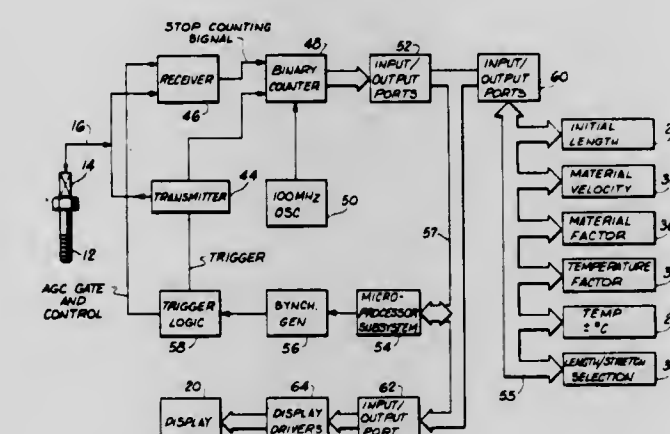 STOP COUNTING
SIGNAL
48
52
RECEIVER
46
BINARY
COUNTER
INPUT/
OUTPUT
PORTS
INPUT/
OUTPUT
PORTS
60
16
14
12
TRANSMITTER
44
100MHZ
OSC
50
INITIAL
LENGTH
MATERIAL
VELOCITY
MATERIAL
FACTOR
TEMPERATURE
FACTOR
TEMP
± °C
LENGTH/STRETCH
SELECTION
55
57
TRIGGER
AGC GATE
AND
CONTROL
TRIGGER
LOGIC
58
SYNCH.
GEN
56
MICRO-
PROCESSOR
SUBSYSTEM
54
20
DISPLAY
64
DISPLAY
DRIVERS
62
INPUT/
OUTPUT
PORT